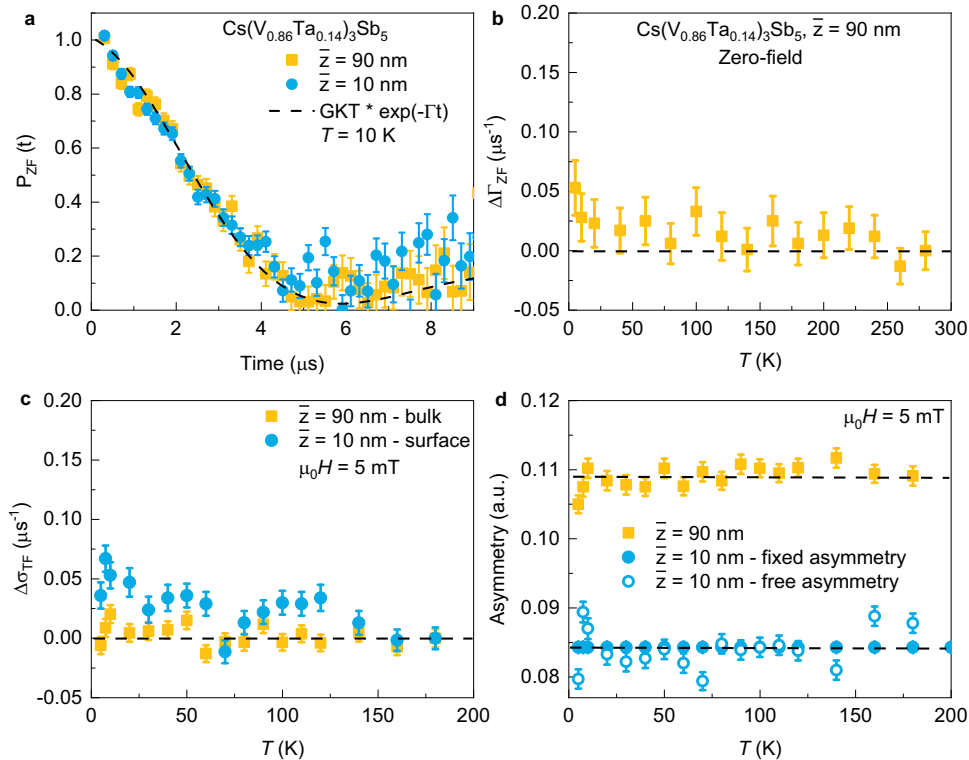 a
Cs(V0.86Ta0.14)3Sb5
z̄ = 90 nm
z̄ = 10 nm
GKT * exp(-Γt)
T = 10 K
PZF (t)
1.0
0.8
0.6
0.4
0.2
0.0
0 2 4 6 8
Time (μs)
b
Cs(V0.86Ta0.14)3Sb5, z̄ = 90 nm
Zero-field
ΔΓZF (μs⁻¹)
0.20
0.15
0.10
0.05
0.00
-0.05
0 50 100 150 200 250 300
T (K)
c
z̄ = 90 nm - bulk
z̄ = 10 nm - surface
μ0H = 5 mT
ΔσTF (μs⁻¹)
0.20
0.15
0.10
0.05
0.00
-0.05
0 50 100 150 200
T (K)
d
μ0H = 5 mT
z̄ = 90 nm
z̄ = 10 nm - fixed asymmetry
z̄ = 10 nm - free asymmetry
Asymmetry (a.u.)
0.12
0.11
0.10
0.09
0.08
0 50 100 150 200
T (K)